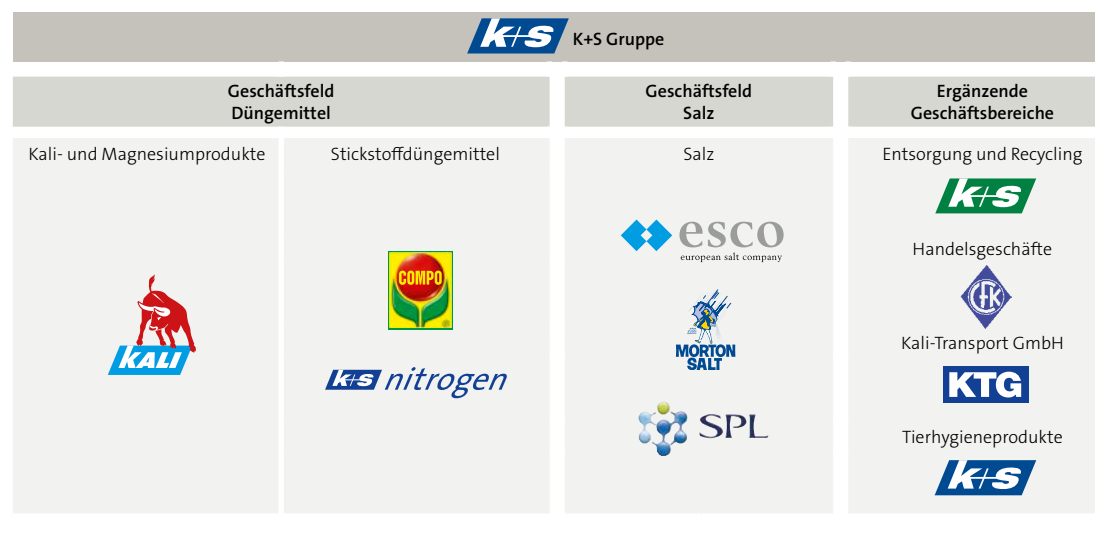 k+s K+S Gruppe
Geschäftsfeld
Düngemittel
Kali- und Magnesiumprodukte
KALI
Stickstoffdüngemittel
COMPO
k+s nitrogen
Geschäftsfeld
Salz
Salz
esco
european salt company
MORTON
SALT
SPL
Ergänzende
Geschäftsbereiche
Entsorgung und Recycling
k+s
Handelsgeschäfte
CFK
Kali-Transport GmbH
KTG
Tierhygieneprodukte
k+s